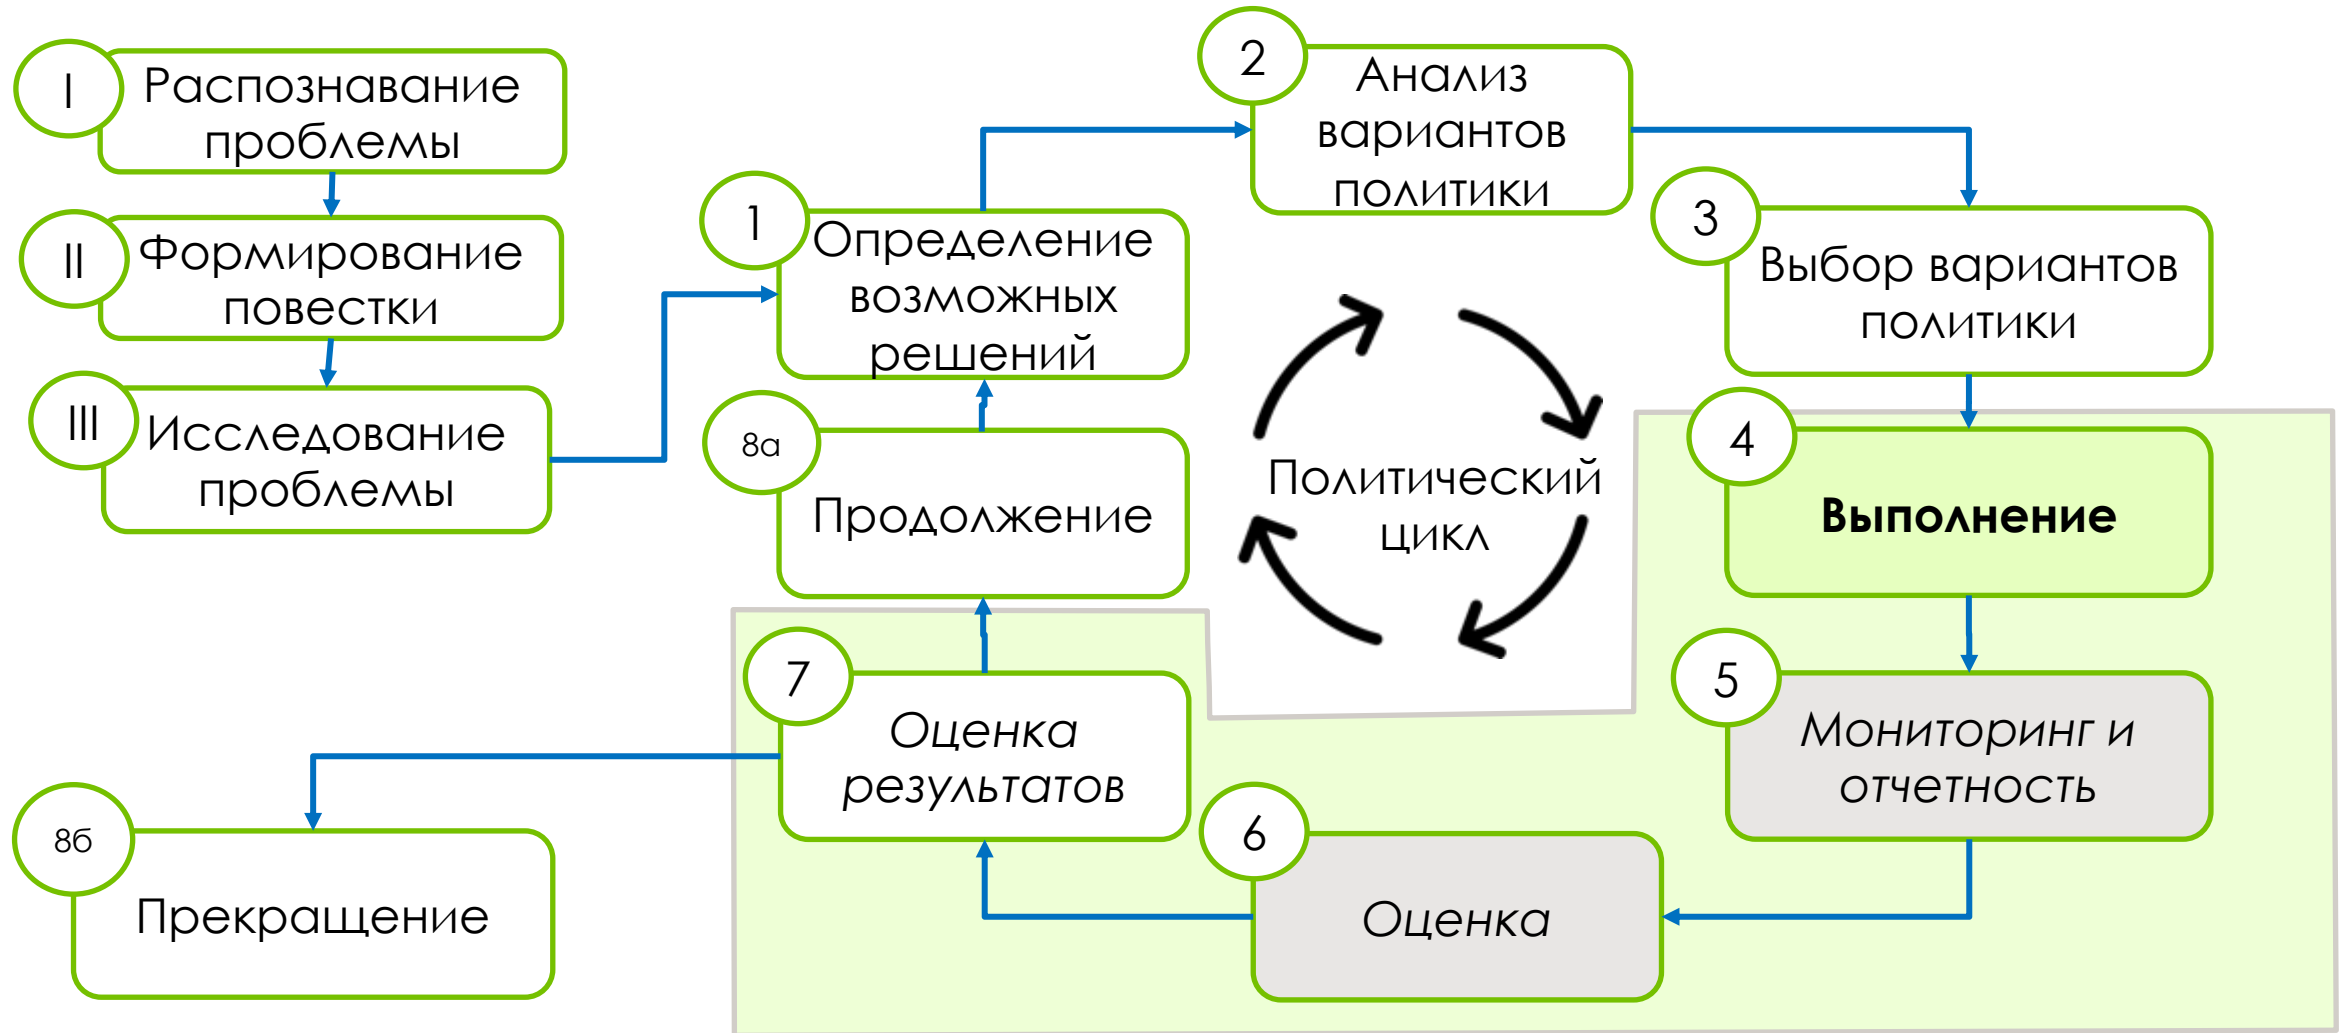 I
Распознавание
проблемы
II
Формирование
повестки
III
Исследование
проблемы
1
Определение
возможных
решений
2
Анализ
вариантов
политики
3
Выбор вариантов
политики
4
Выполнение
5
Мониторинг и
отчетность
6
Оценка
7
Оценка
результатов
8а
Продолжение
8б
Прекращение
Политический
цикл